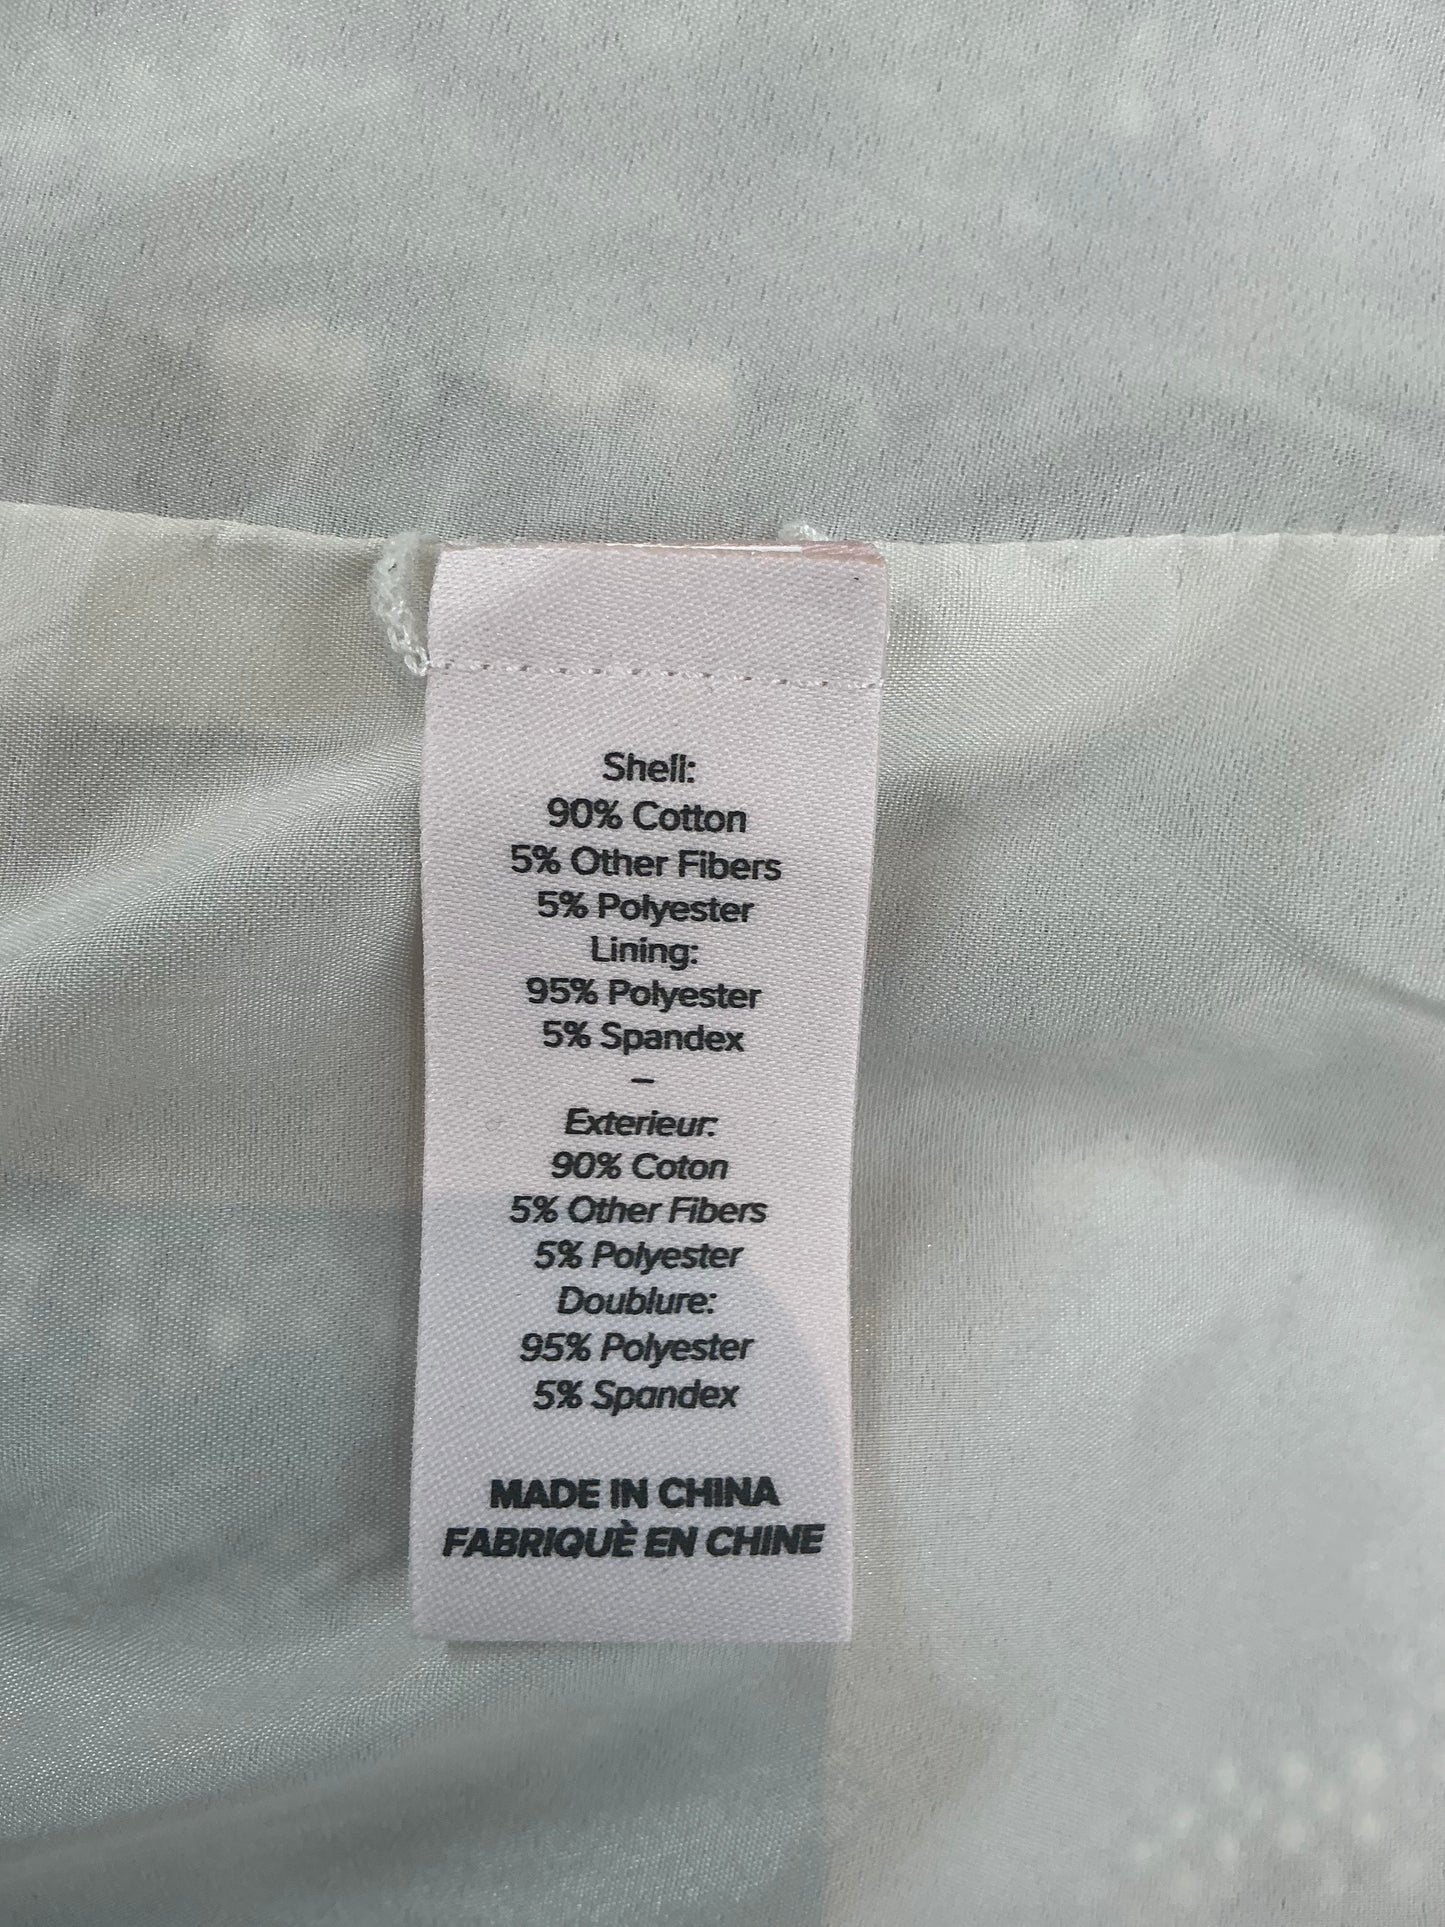 Shell:
90% Cotton
5% Other Fibers
5% Polyester
Lining:
95% Polyester
5% Spandex
–
Exterieur:
90% Coton
5% Other Fibers
5% Polyester
Doublure:
95% Polyester
5% Spandex
MADE IN CHINA
FABRIQUÈ EN CHINE